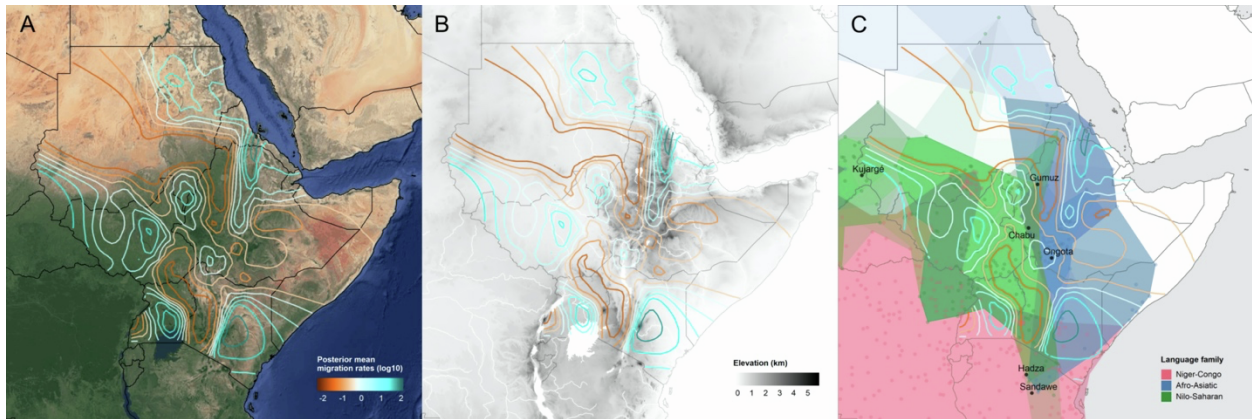 A
B
C
Kujarge
Gumuz
Chabu
Ongota
Hadza
Sandawe
Posterior mean
migration rates (log10)
-2 -1 0 1 2
Elevation (km)
0 1 2 3 4 5
Language family
Niger-Congo
Afro-Asiatic
Nilo-Saharan